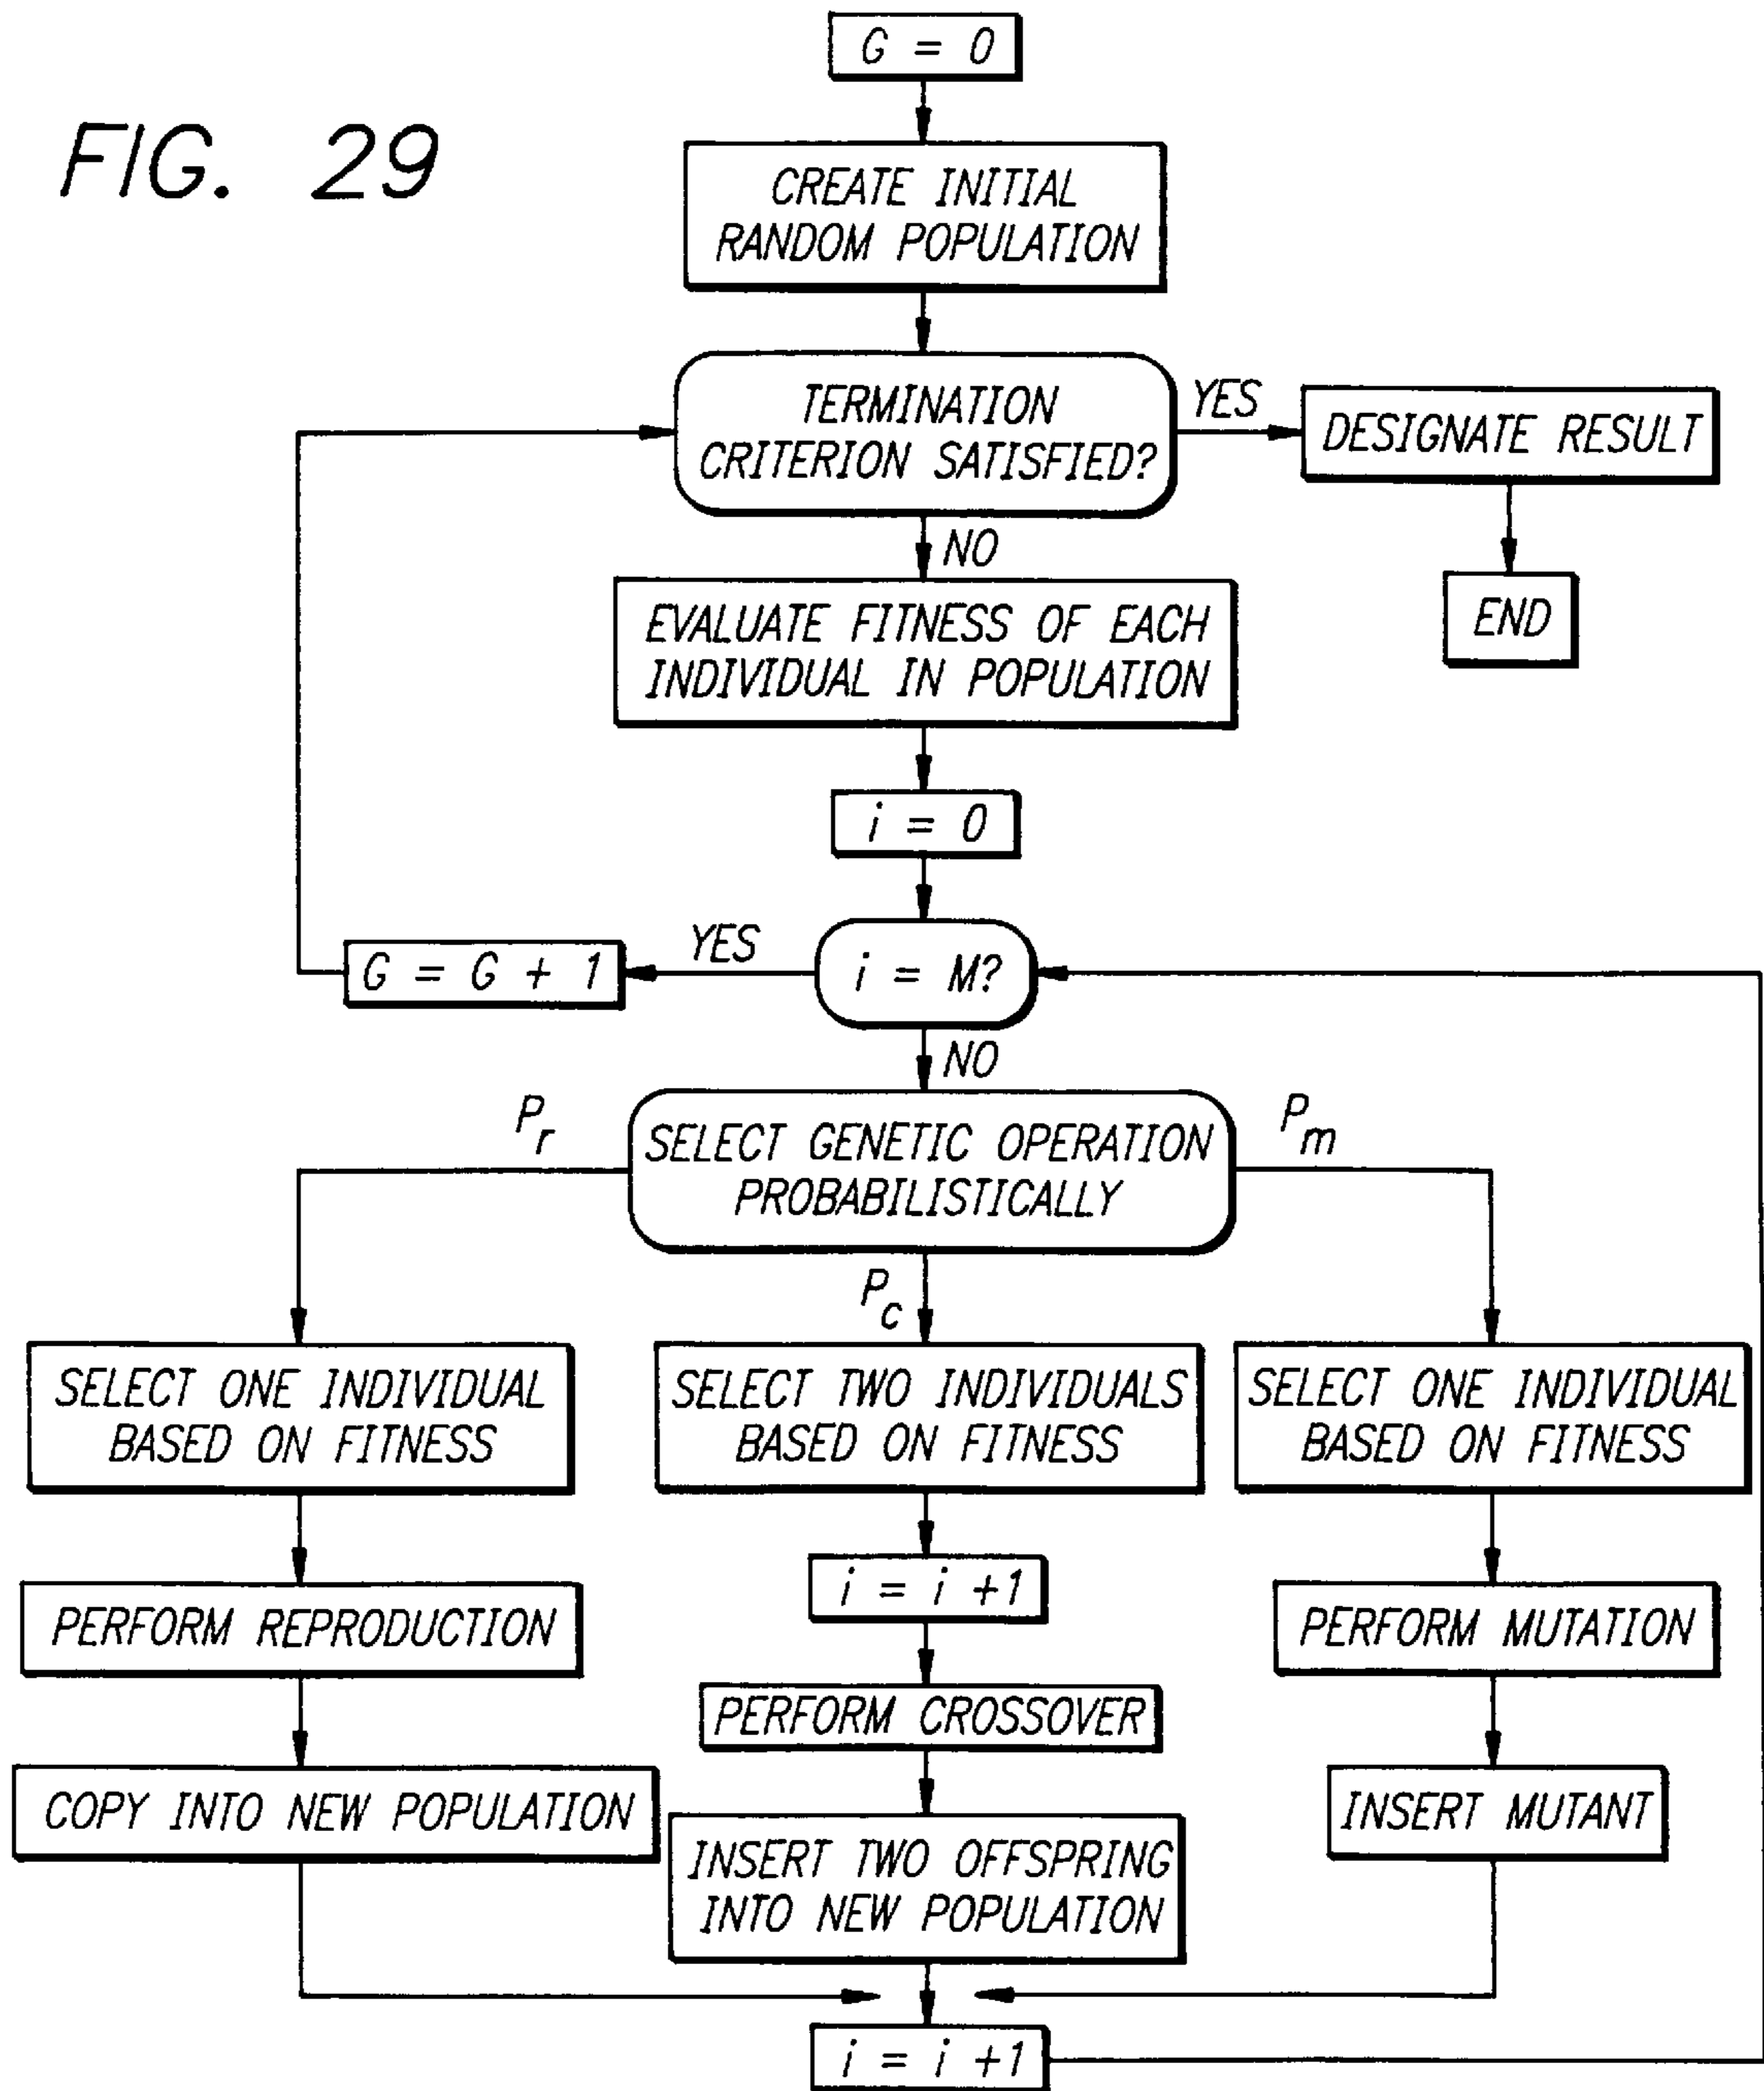 FIG. 29
G = 0
CREATE INITIAL
RANDOM POPULATION
TERMINATION
CRITERION SATISFIED?
YES
DESIGNATE RESULT
END
NO
EVALUATE FITNESS OF EACH
INDIVIDUAL IN POPULATION
i = 0
i = M?
YES
G = G + 1
NO
SELECT GENETIC OPERATION
PROBABILISTICALLY
Pr
Pc
Pm
SELECT ONE INDIVIDUAL
BASED ON FITNESS
PERFORM REPRODUCTION
COPY INTO NEW POPULATION
SELECT TWO INDIVIDUALS
BASED ON FITNESS
i = i +1
PERFORM CROSSOVER
INSERT TWO OFFSPRING
INTO NEW POPULATION
SELECT ONE INDIVIDUAL
BASED ON FITNESS
PERFORM MUTATION
INSERT MUTANT
i = i +1